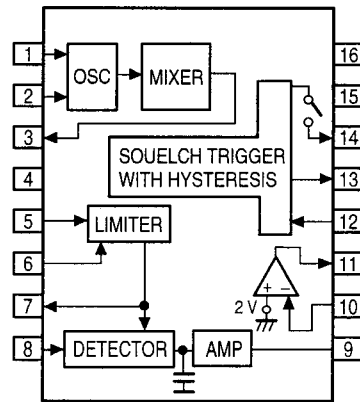 1
2
3
4
5
6
7
8
16
15
14
13
12
11
10
9
OSC
MIXER
SOUELCH TRIGGER
WITH HYSTERESIS
LIMITER
+ −
2 V
DETECTOR
AMP